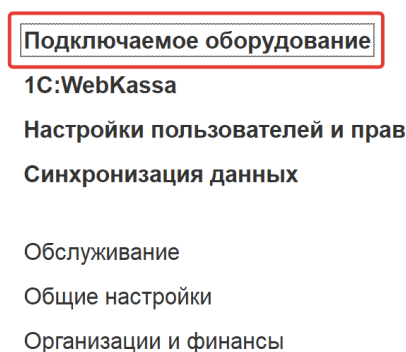 Подключаемое оборудование
1С:WebKassa
Настройки пользователей и прав
Синхронизация данных
Обслуживание
Общие настройки
Организации и финансы